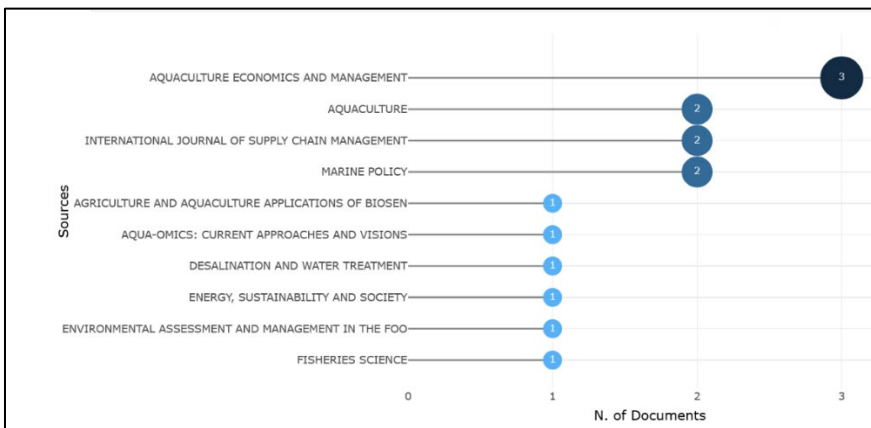 AQUACULTURE ECONOMICS AND MANAGEMENT 3
AQUACULTURE 2
INTERNATIONAL JOURNAL OF SUPPLY CHAIN MANAGEMENT 2
MARINE POLICY 2
AGRICULTURE AND AQUACULTURE APPLICATIONS OF BIOSEN 1
AQUA-OMICS: CURRENT APPROACHES AND VISIONS 1
DESALINATION AND WATER TREATMENT 1
ENERGY, SUSTAINABILITY AND SOCIETY 1
ENVIRONMENTAL ASSESSMENT AND MANAGEMENT IN THE FOO 1
FISHERIES SCIENCE 1
Sources
0 1 2 3
N. of Documents